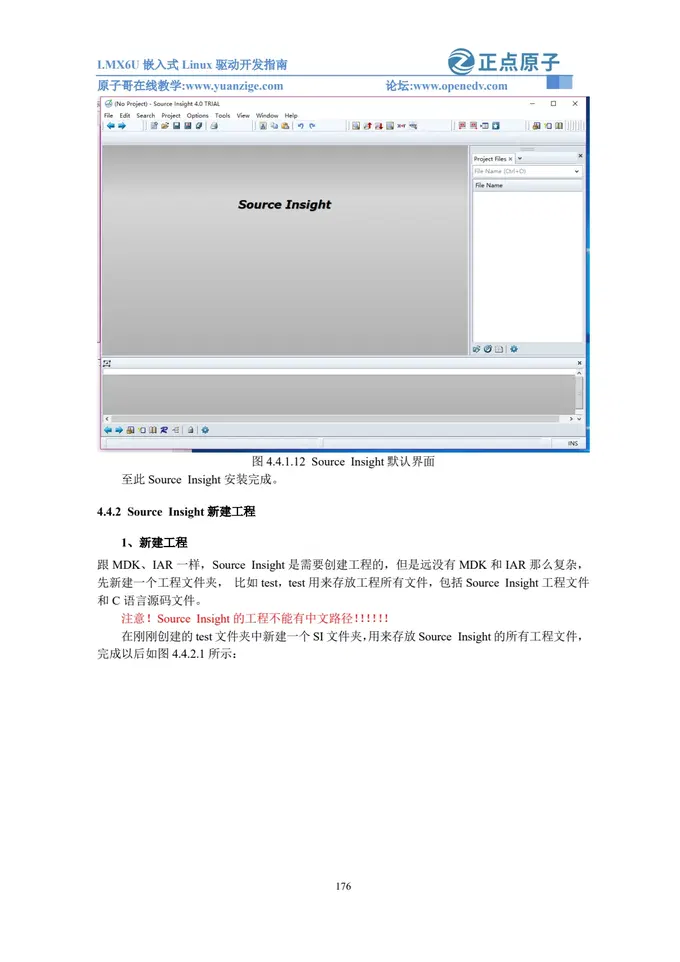 I.MX6U 嵌入式 Linux 驱动开发指南
正点原子
原子哥在线教学:www.yuanzige.com
论坛:www.openedv.com
(No Project) - Source Insight 4.0 TRIAL
File Edit Search Project Options Tools View Window Help
Project Files
File Name (Ctrl+O)
File Name
Source Insight
INS
图 4.4.1.12 Source Insight 默认界面
至此 Source Insight 安装完成。
4.4.2 Source Insight 新建工程
1、新建工程
跟 MDK、IAR 一样，Source Insight 是需要创建工程的，但是远没有 MDK 和 IAR 那么复杂，
先新建一个工程文件夹， 比如 test，test 用来存放工程所有文件，包括 Source Insight 工程文件
和 C 语言源码文件。
注意！Source Insight 的工程不能有中文路径!!!!!!
在刚刚创建的 test 文件夹中新建一个 SI 文件夹，用来存放 Source Insight 的所有工程文件，
完成以后如图 4.4.2.1 所示：
176